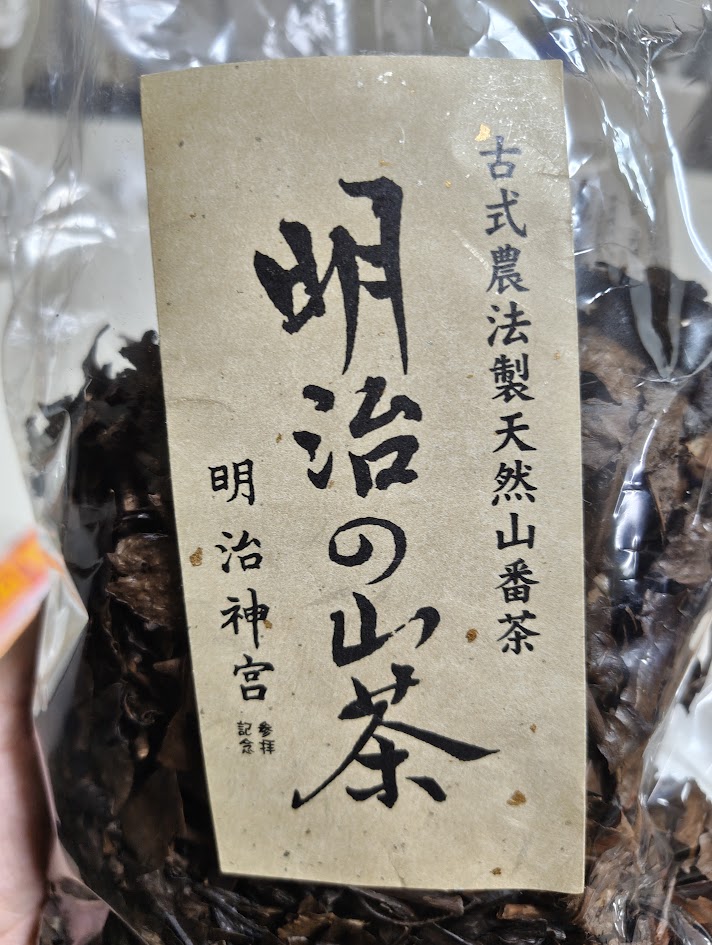 古式農法製天然山番茶
明治の山茶
明治神宮
参拝
記念